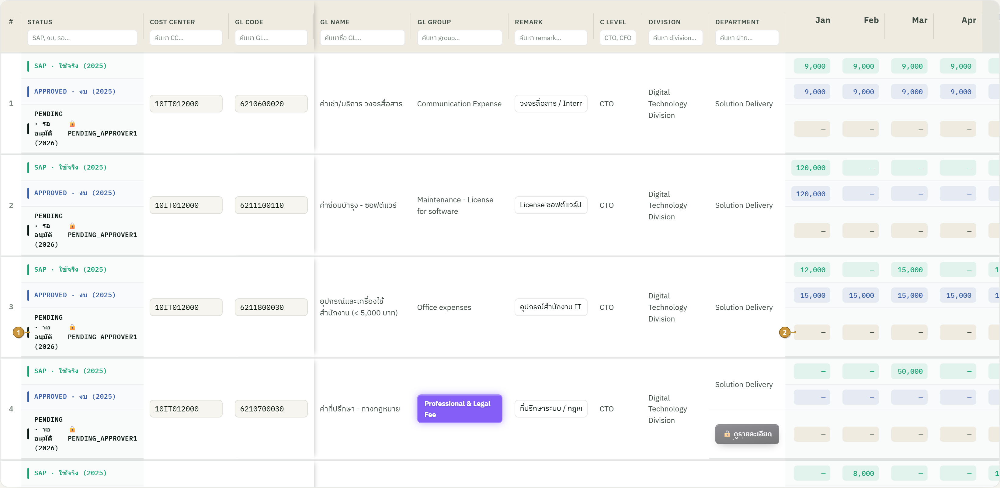 # STATUS COST CENTER GL CODE GL NAME GL GROUP REMARK C LEVEL DIVISION DEPARTMENT Jan Feb Mar Apr
SAP, งบ, รอ... ค้นหา CC... ค้นหา GL... ค้นหาชื่อ GL... ค้นหา group... ค้นหา remark... CTO, CFO ค้นหา division... ค้นหา ฝ่าย...
SAP · ใช้จริง (2025) 9,000 9,000 9,000 9,000
APPROVED · งบ (2025) 9,000 9,000 9,000 9,000
1 10IT012000 6210600020 ค่าเช่า/บริการ วงจรสื่อสาร Communication Expense วงจรสื่อสาร / Intern CTO
Digital
Technology
Division
Solution Delivery
PENDING
· รอ
อนุมัติ
(2026)
🔒
PENDING_APPROVER1
– – – –
SAP · ใช้จริง (2025) 120,000 – – –
APPROVED · งบ (2025) 120,000 – – –
2 10IT012000 6211100110 ค่าซ่อมบำรุง - ซอฟต์แวร์
Maintenance - License
for software
License ซอฟต์แวร์ป CTO
Digital
Technology
Division
Solution Delivery
PENDING
· รอ
อนุมัติ
(2026)
🔒
PENDING_APPROVER1
– – – –
SAP · ใช้จริง (2025) 12,000 – 15,000 – 1
APPROVED · งบ (2025) 15,000 15,000 15,000 15,000 1
3 10IT012000 6211800030
อุปกรณ์และเครื่องใช้
สำนักงาน (< 5,000 บาท)
Office expenses อุปกรณ์สำนักงาน IT CTO
Digital
Technology
Division
Solution Delivery
1
PENDING
· รอ
อนุมัติ
(2026)
🔒
PENDING_APPROVER1
2 – – – –
SAP · ใช้จริง (2025) – – 50,000 –
APPROVED · งบ (2025) – – – –
4 10IT012000 6210700030 ค่าที่ปรึกษา - ทางกฎหมาย
Professional & Legal
Fee
ที่ปรึกษาระบบ / กฎห CTO
Digital
Technology
Division
Solution Delivery
🔒 ดูรายละเอียด
PENDING
· รอ
อนุมัติ
(2026)
🔒
PENDING_APPROVER1
– – – –
SAP · ใช้จริง (2025) – 8,000 – – 1